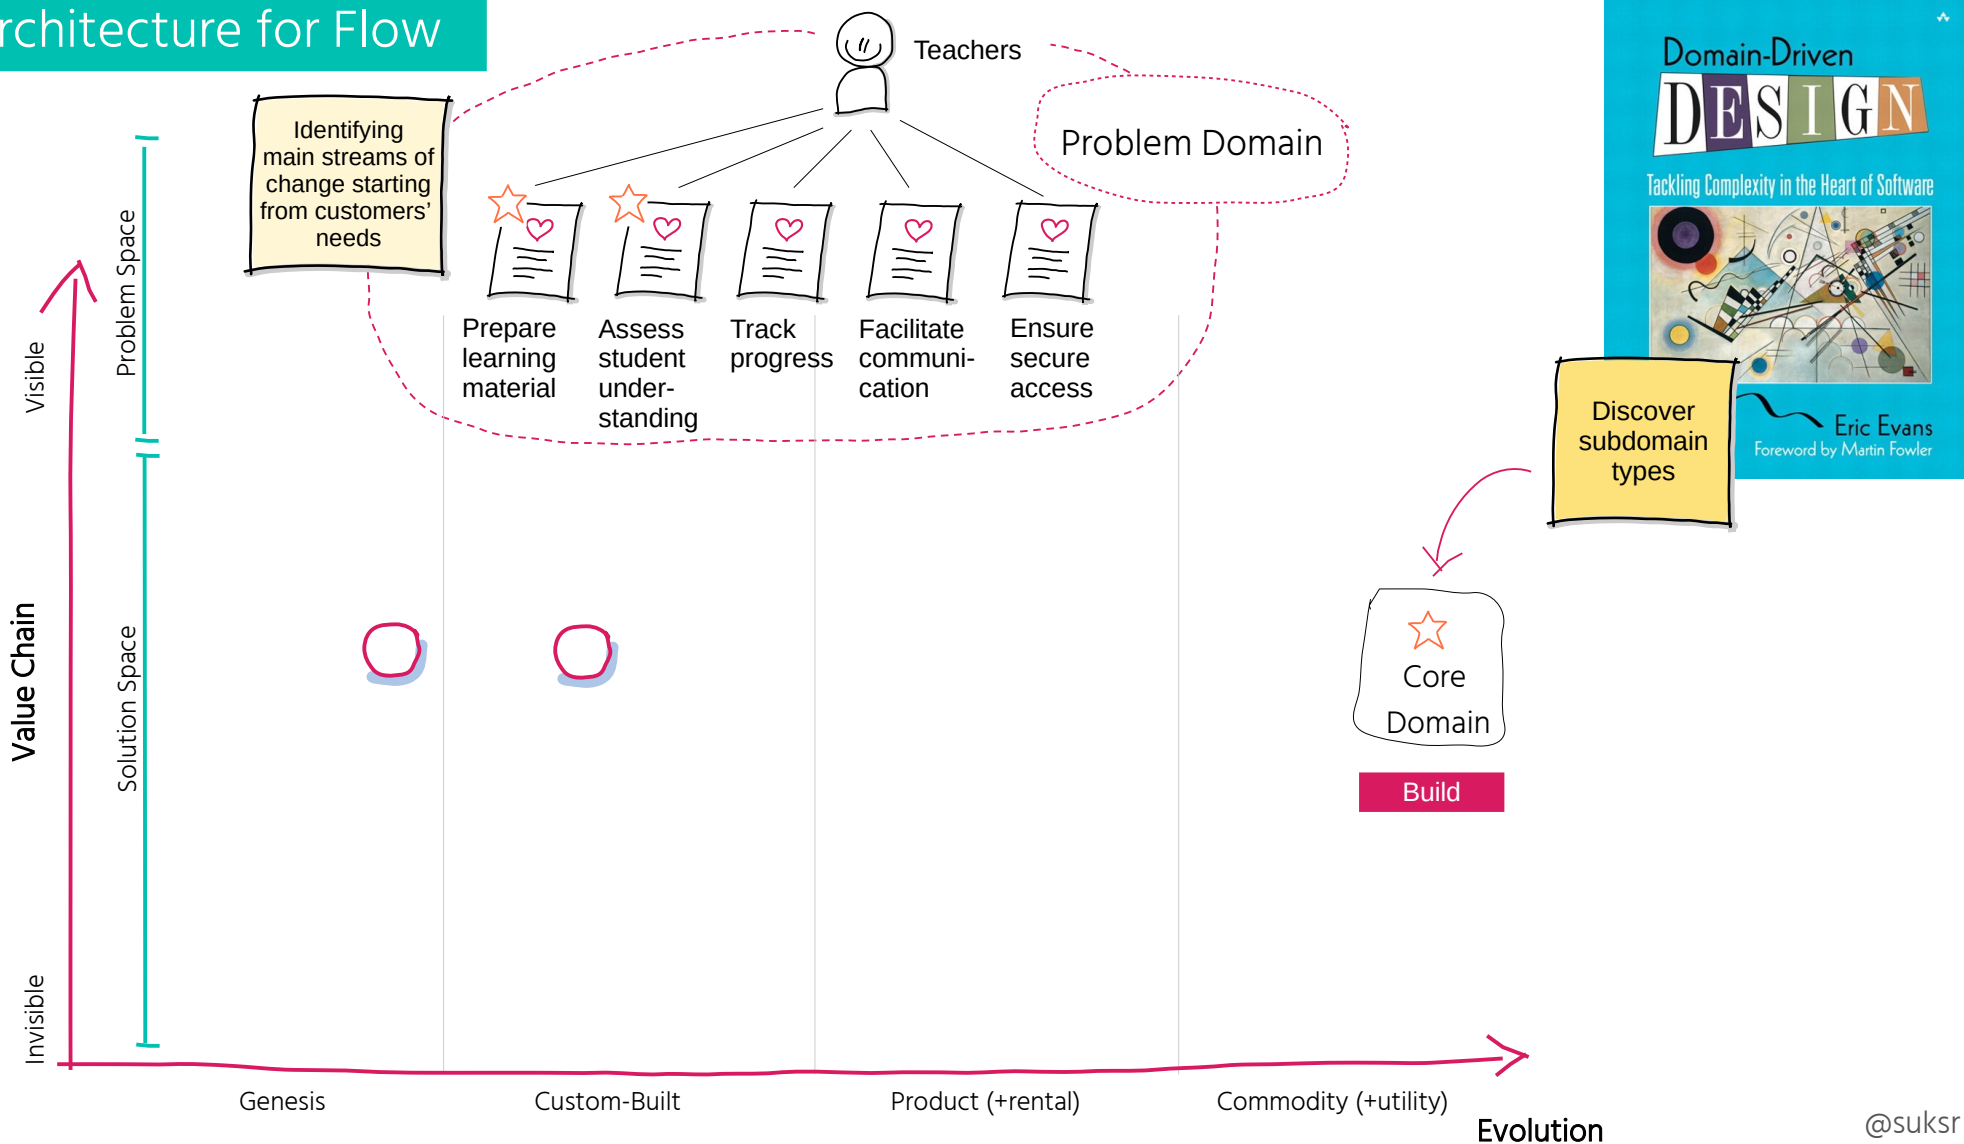 rchitecture for Flow
Teachers
Identifying
main streams of
change starting
from customers’
needs
Problem Domain
Domain-Driven
DESIGN
Tackling Complexity in the Heart of Software
Eric Evans
Foreword by Martin Fowler
Prepare
learning
material
Assess
student
under-
standing
Track
progress
Facilitate
communi-
cation
Ensure
secure
access
Discover
subdomain
types
Core
Domain
Build
Visible
Problem Space
Value Chain
Solution Space
Invisible
Genesis
Custom-Built
Product (+rental)
Commodity (+utility)
Evolution
@suksr